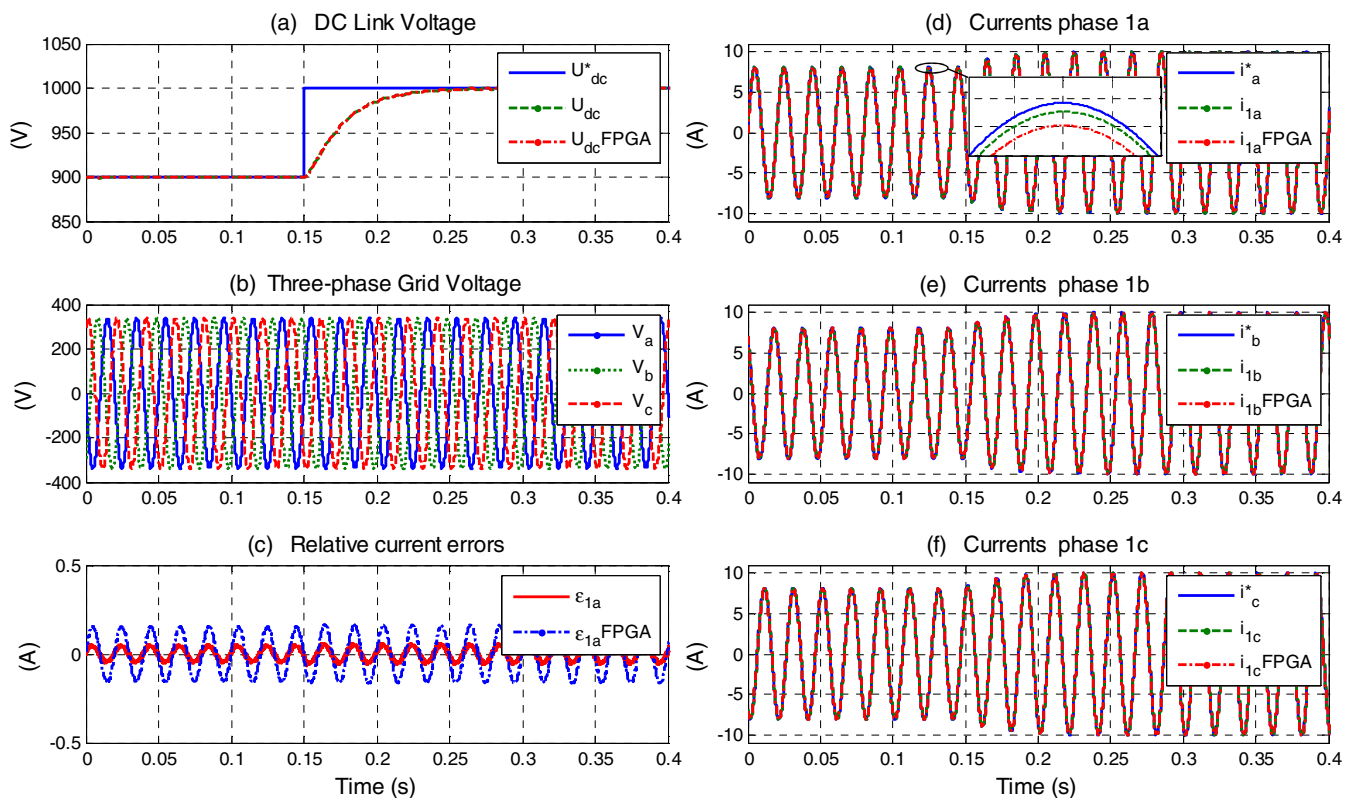 (a) DC Link Voltage
1050
1000
950
900
850
(V)
U*dc
Udc
UdcFPGA
0 0.05 0.1 0.15 0.2 0.25 0.3 0.35 0.4
(b) Three-phase Grid Voltage
400
200
0
-200
-400
(V)
Va
Vb
Vc
0 0.05 0.1 0.15 0.2 0.25 0.3 0.35 0.4
(c) Relative current errors
0.5
0
-0.5
(A)
ε1a
ε1aFPGA
0 0.05 0.1 0.15 0.2 0.25 0.3 0.35 0.4
Time (s)
(d) Currents phase 1a
10
5
0
-5
-10
(A)
i*a
i1a
i1aFPGA
0 0.05 0.1 0.15 0.2 0.25 0.3 0.35 0.4
(e) Currents phase 1b
10
5
0
-5
-10
(A)
i*b
i1b
i1bFPGA
0 0.05 0.1 0.15 0.2 0.25 0.3 0.35 0.4
(f) Currents phase 1c
10
5
0
-5
-10
(A)
i*c
i1c
i1cFPGA
0 0.05 0.1 0.15 0.2 0.25 0.3 0.35 0.4
Time (s)